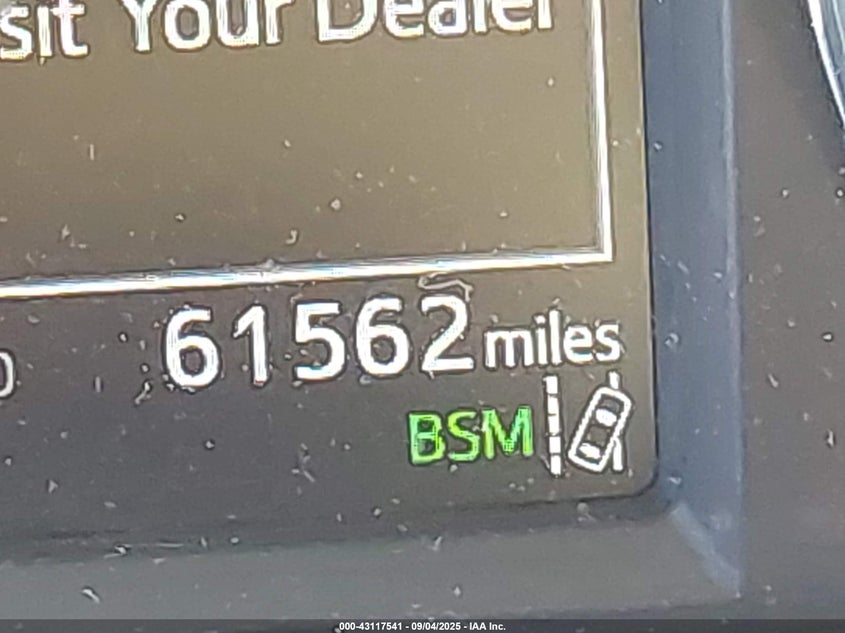 sit Your Dealer
61562 miles
BSM
000-43117541 - 09/04/2025 - IAA Inc.